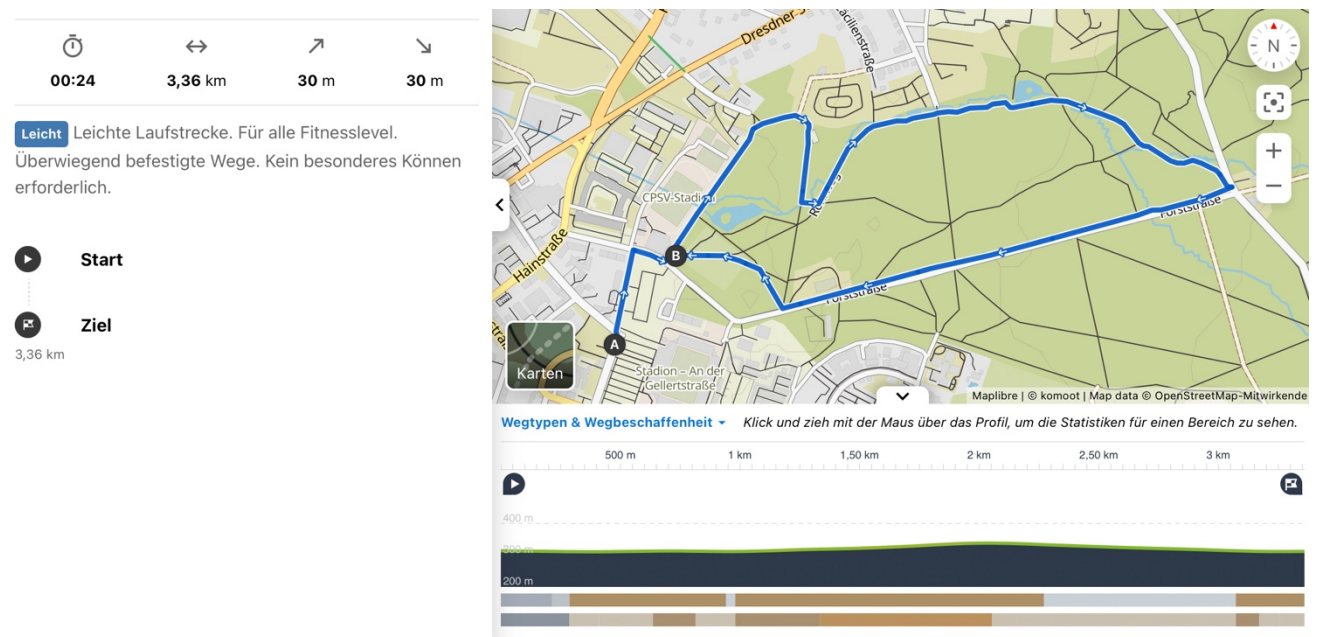 00:24
3,36 km
30 m
30 m
Leicht Leichte Laufstrecke. Für alle Fitnesslevel.
Überwiegend befestigte Wege. Kein besonderes Können
erforderlich.
Start
Ziel
3,36 km
Dresdner
N
CPSV-Stadi
Hainstraße
Forststraße
Forststraße
A
B
Karten
Stadion – An der
Gellertstraße
Maplibre | © komoot | Map data © OpenStreetMap-Mitwirkende
Wegtypen & Wegbeschaffenheit
Klick und zieh mit der Maus über das Profil, um die Statistiken für einen Bereich zu sehen.
500 m
1 km
1,50 km
2 km
2,50 km
3 km
400 m
300 m
200 m